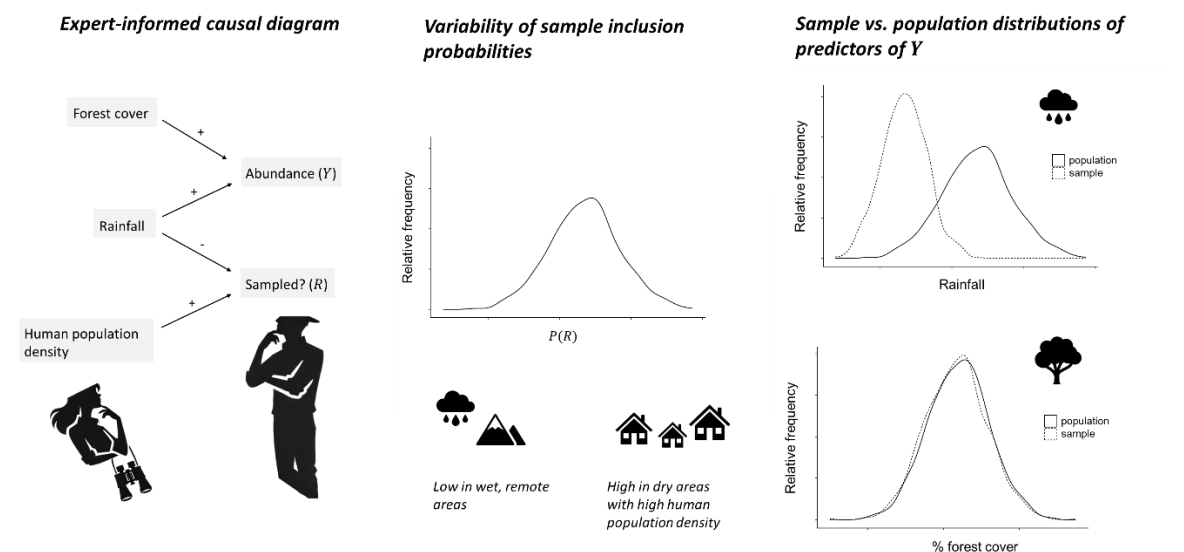 Expert-informed causal diagram
Forest cover
+
Abundance (Y)
+
Rainfall
-
Sampled? (R)
+
Human population
density
Variability of sample inclusion
probabilities
Relative frequency
P(R)
Low in wet, remote
areas
High in dry areas
with high human
population density
Sample vs. population distributions of
predictors of Y
Relative frequency
population
sample
Rainfall
Relative frequency
population
sample
% forest cover